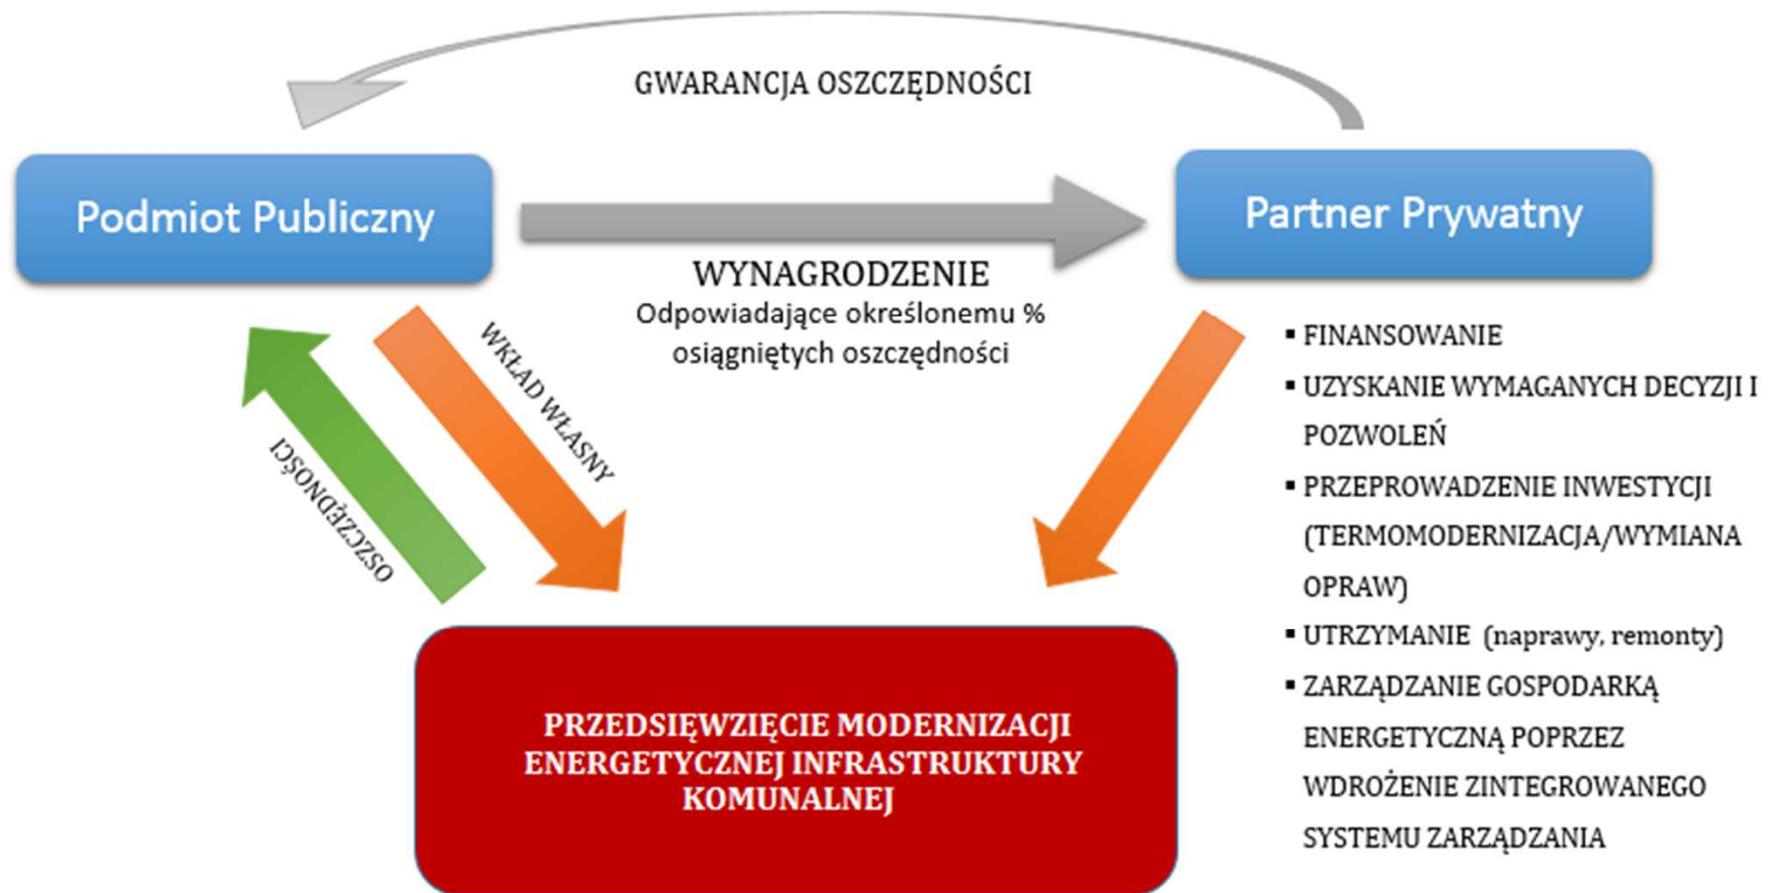 GWARANCJA OSZCZĘDNOŚCI
Podmiot Publiczny
Partner Prywatny
WYNAGRODZENIE
Odpowiadające określonemu %
osiągniętych oszczędności
WKŁAD WŁASNY
OSZCZĘDNOŚCI
▪ FINANSOWANIE
▪ UZYSKANIE WYMAGANYCH DECYZJI I
POZWOLEŃ
▪ PRZEPROWADZENIE INWESTYCJI
(TERMOMODERNIZACJA/WYMIANA
OPRAW)
▪ UTRZYMANIE (naprawy, remonty)
▪ ZARZĄDZANIE GOSPODARKĄ
ENERGETYCZNĄ POPRZEZ
WDROŻENIE ZINTEGROWANEGO
SYSTEMU ZARZĄDZANIA
PRZEDSIĘWZIĘCIE MODERNIZACJI
ENERGETYCZNEJ INFRASTRUKTURY
KOMUNALNEJ